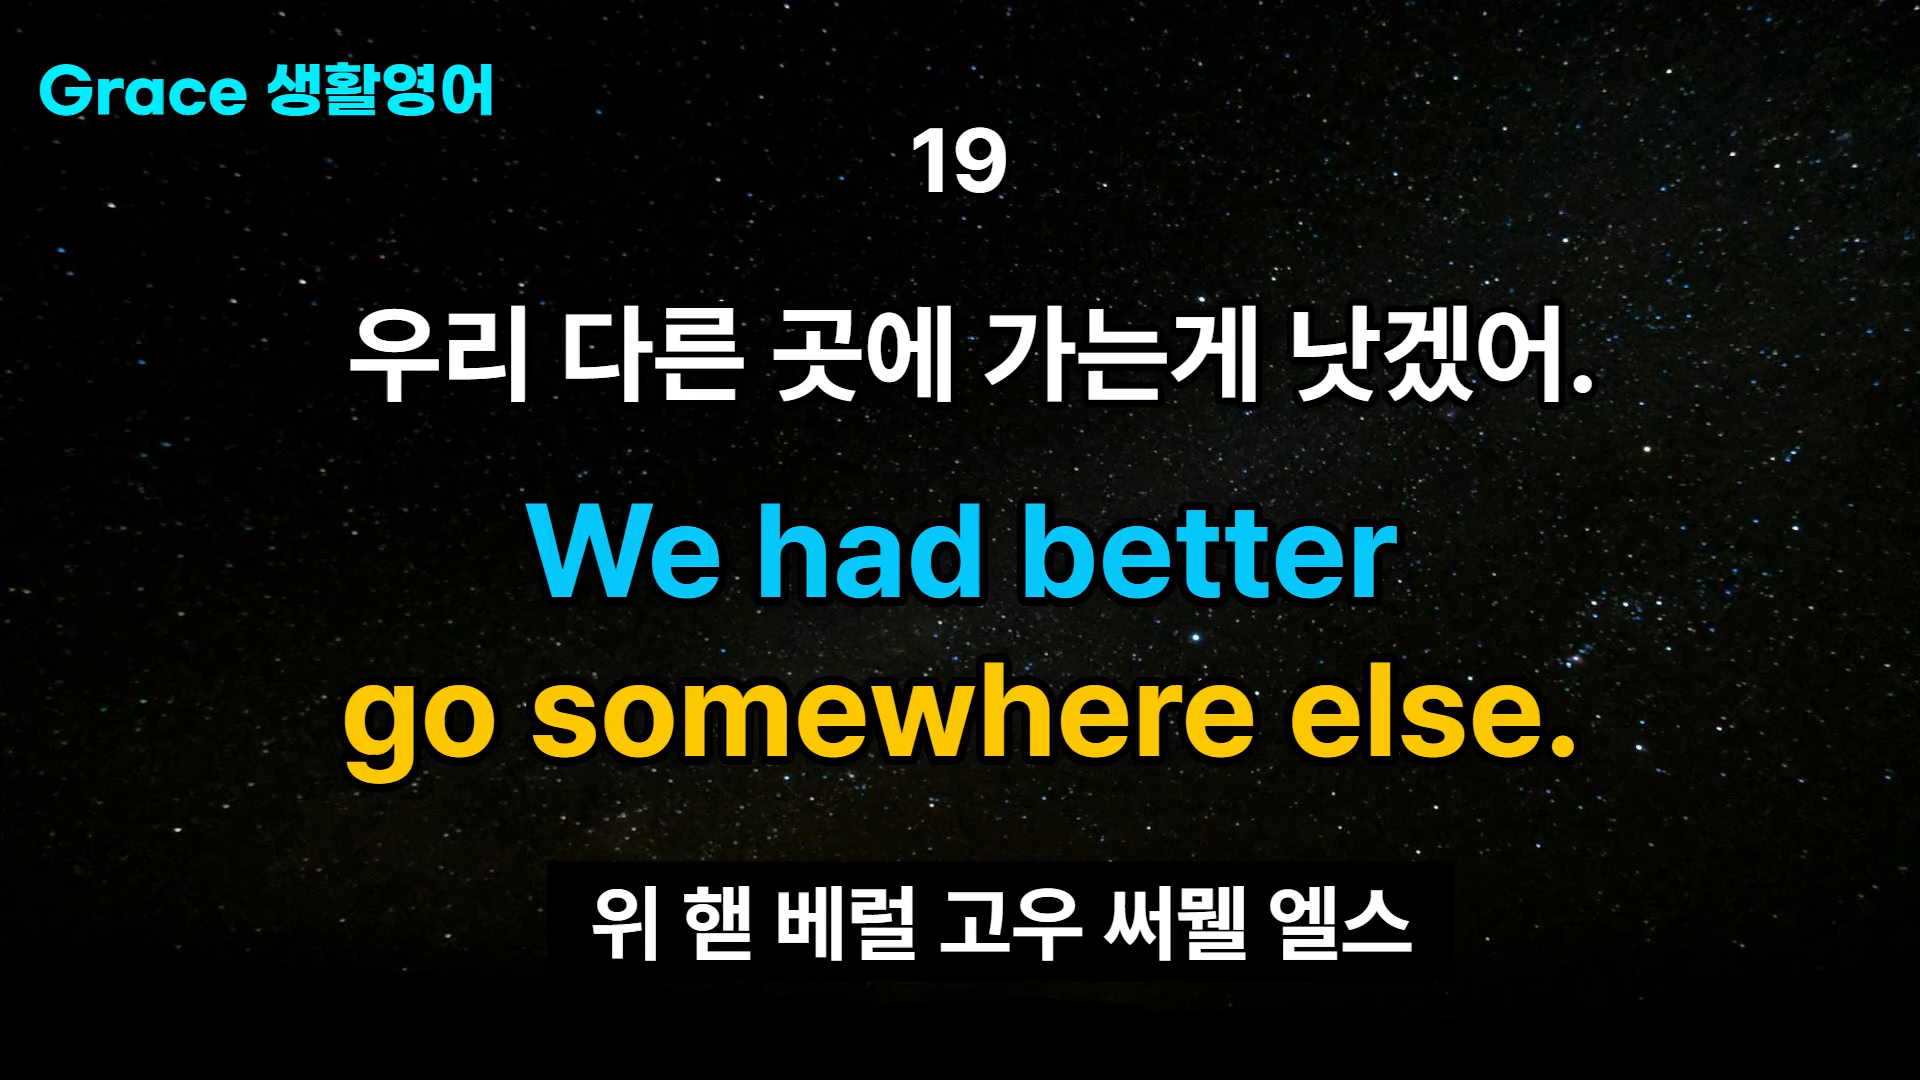 Grace 생활영어
19
우리 다른 곳에 가는게 낫겠어.
We had better
go somewhere else.
위 핻 베럴 고우 써뭴 엘스